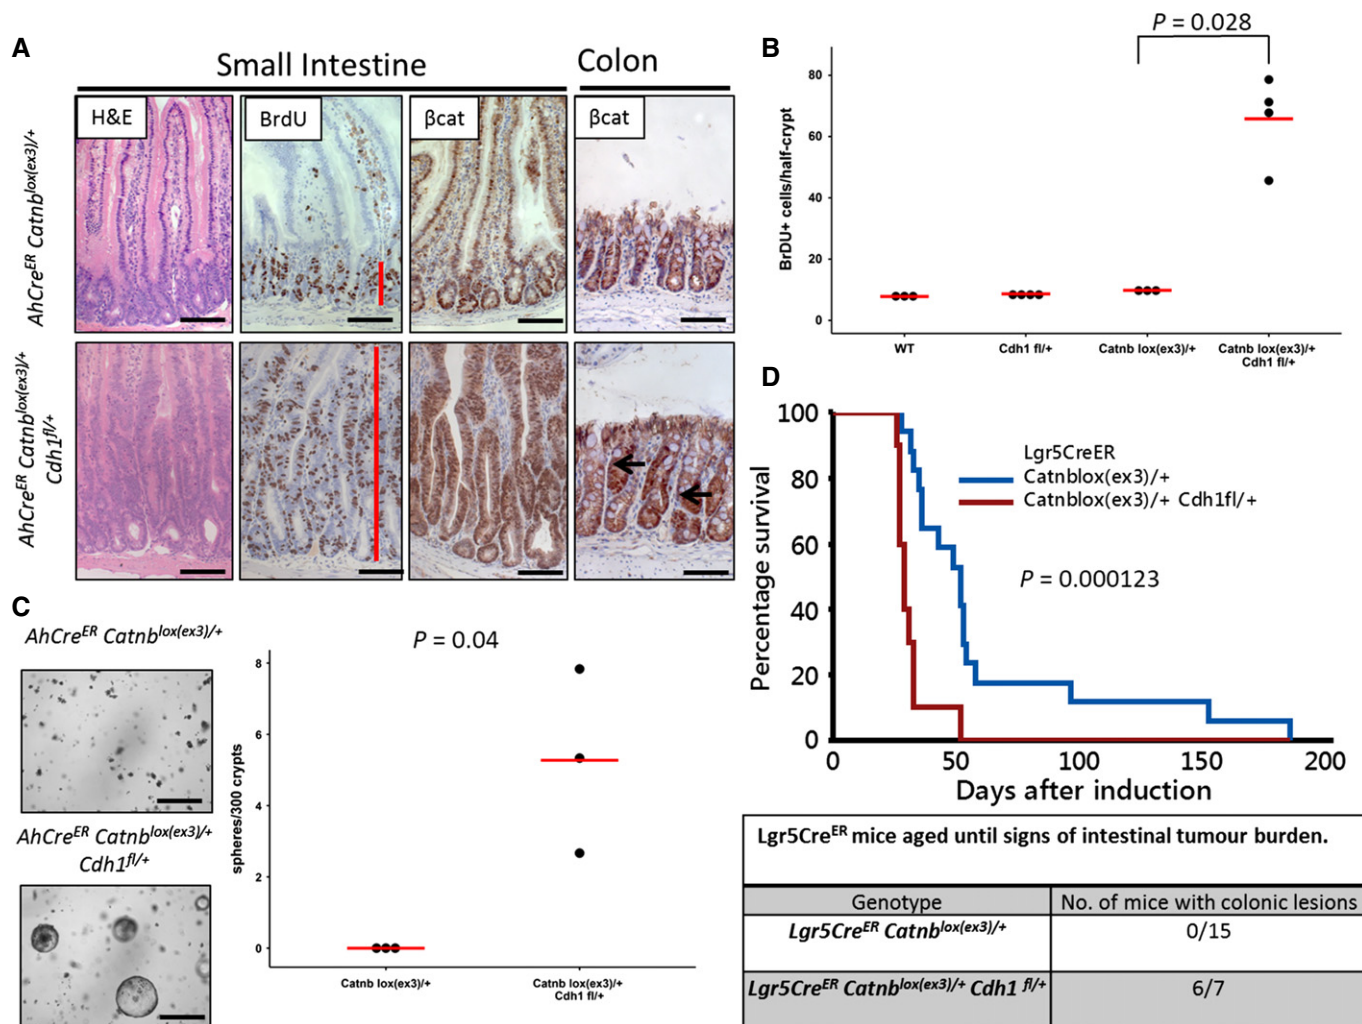 A
Small Intestine
Colon
H&E
BrdU
βcat
βcat
AhCreER Catnblox(ex3)/+
AhCreER Catnblox(ex3)/+
Cdh1fl/+
B
P = 0.028
BrDU+ cells/half-crypt
80
60
40
20
0
WT
Cdh1 fl/+
Catnb lox(ex3)/+
Catnb lox(ex3)/+
Cdh1 fl/+
C
AhCreER Catnblox(ex3)/+
AhCreER Catnblox(ex3)/+
Cdh1fl/+
P = 0.04
spheres/300 crypts
8
6
4
2
0
Catnb lox(ex3)/+
Catnb lox(ex3)/+
Cdh1 fl/+
D
Percentage survival
100
80
60
40
20
0
Lgr5CreER
Catnblox(ex3)/+
Catnblox(ex3)/+ Cdh1fl/+
P = 0.000123
0
50
100
150
200
Days after induction
Lgr5CreER mice aged until signs of intestinal tumour burden.
Genotype
No. of mice with colonic lesions
Lgr5CreER Catnblox(ex3)/+
0/15
Lgr5CreER Catnblox(ex3)/+ Cdh1 fl/+
6/7